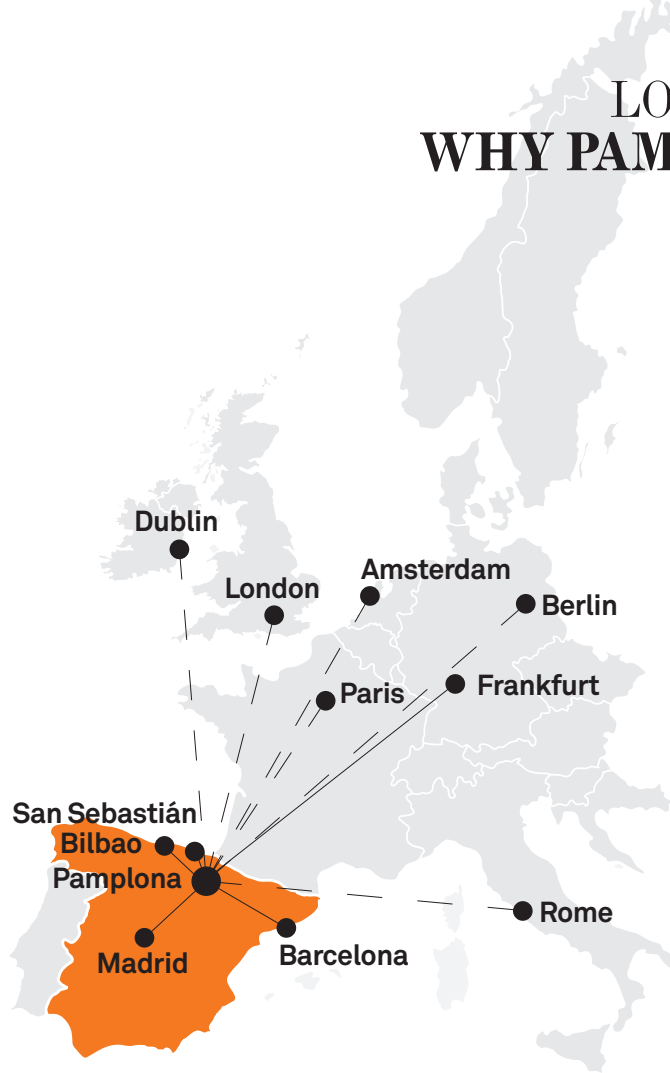 LO
WHY PAM
Dublin
London
Amsterdam
Berlin
Paris
Frankfurt
San Sebastián
Bilbao
Pamplona
Rome
Madrid
Barcelona